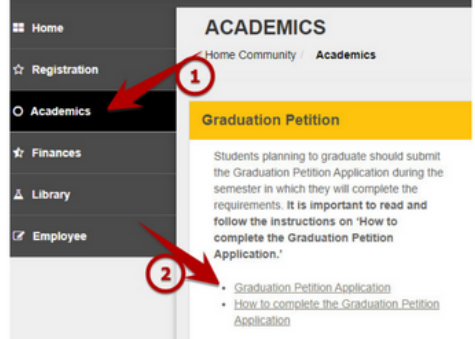 Home
Registration
Academics
Finances
Library
Employee
ACADEMICS
Home Community / Academics
1
Graduation Petition
Students planning to graduate should submit
the Graduation Petition Application during the
semester in which they will complete the
requirements. It is important to read and
follow the instructions on ‘How to
complete the Graduation Petition
Application.’
2
Graduation Petition Application
How to complete the Graduation Petition
Application